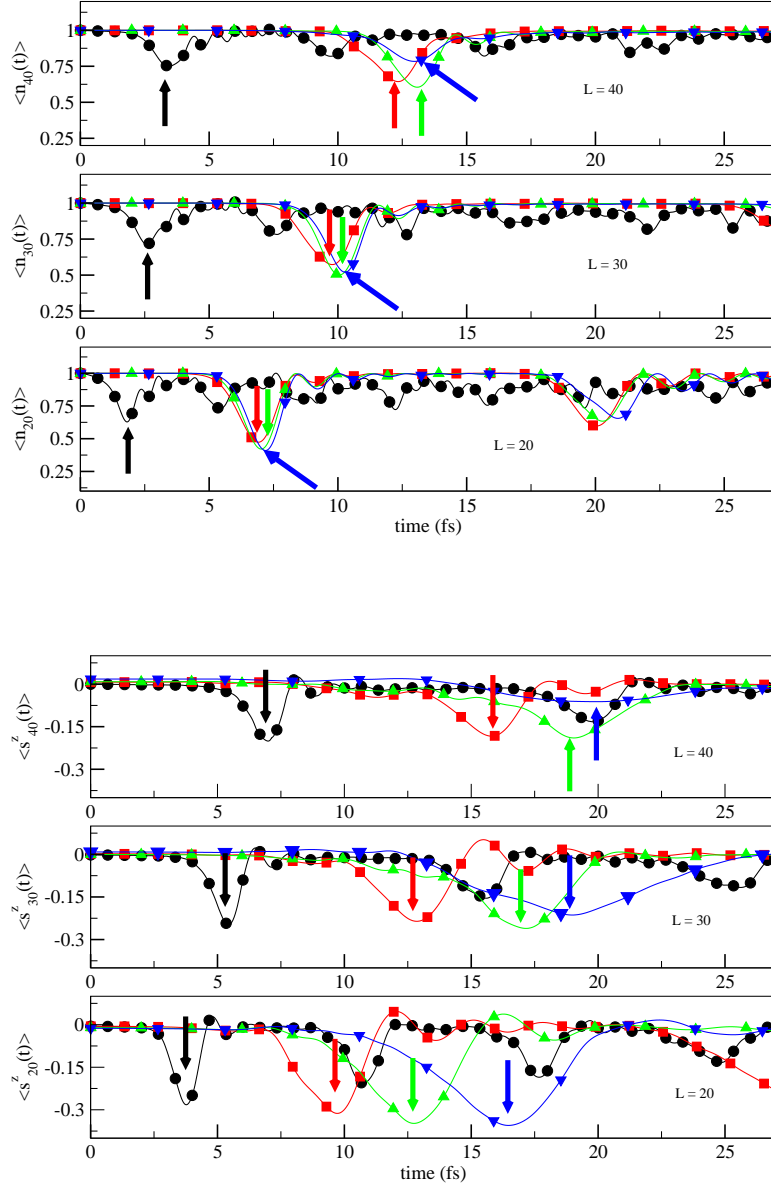 1
0.75
0.5
0.25
<n40(t)>
L = 40
0 5 10 15 20 25
1
0.75
0.5
0.25
<n30(t)>
L = 30
0 5 10 15 20 25
1
0.75
0.5
0.25
<n20(t)>
L = 20
0 5 10 15 20 25
time (fs)
0
-0.15
-0.3
<s^z_40(t)>
L = 40
0 5 10 15 20 25
0
-0.15
-0.3
<s^z_30(t)>
L = 30
0 5 10 15 20 25
0
-0.15
-0.3
<s^z_20(t)>
L = 20
0 5 10 15 20 25
time (fs)